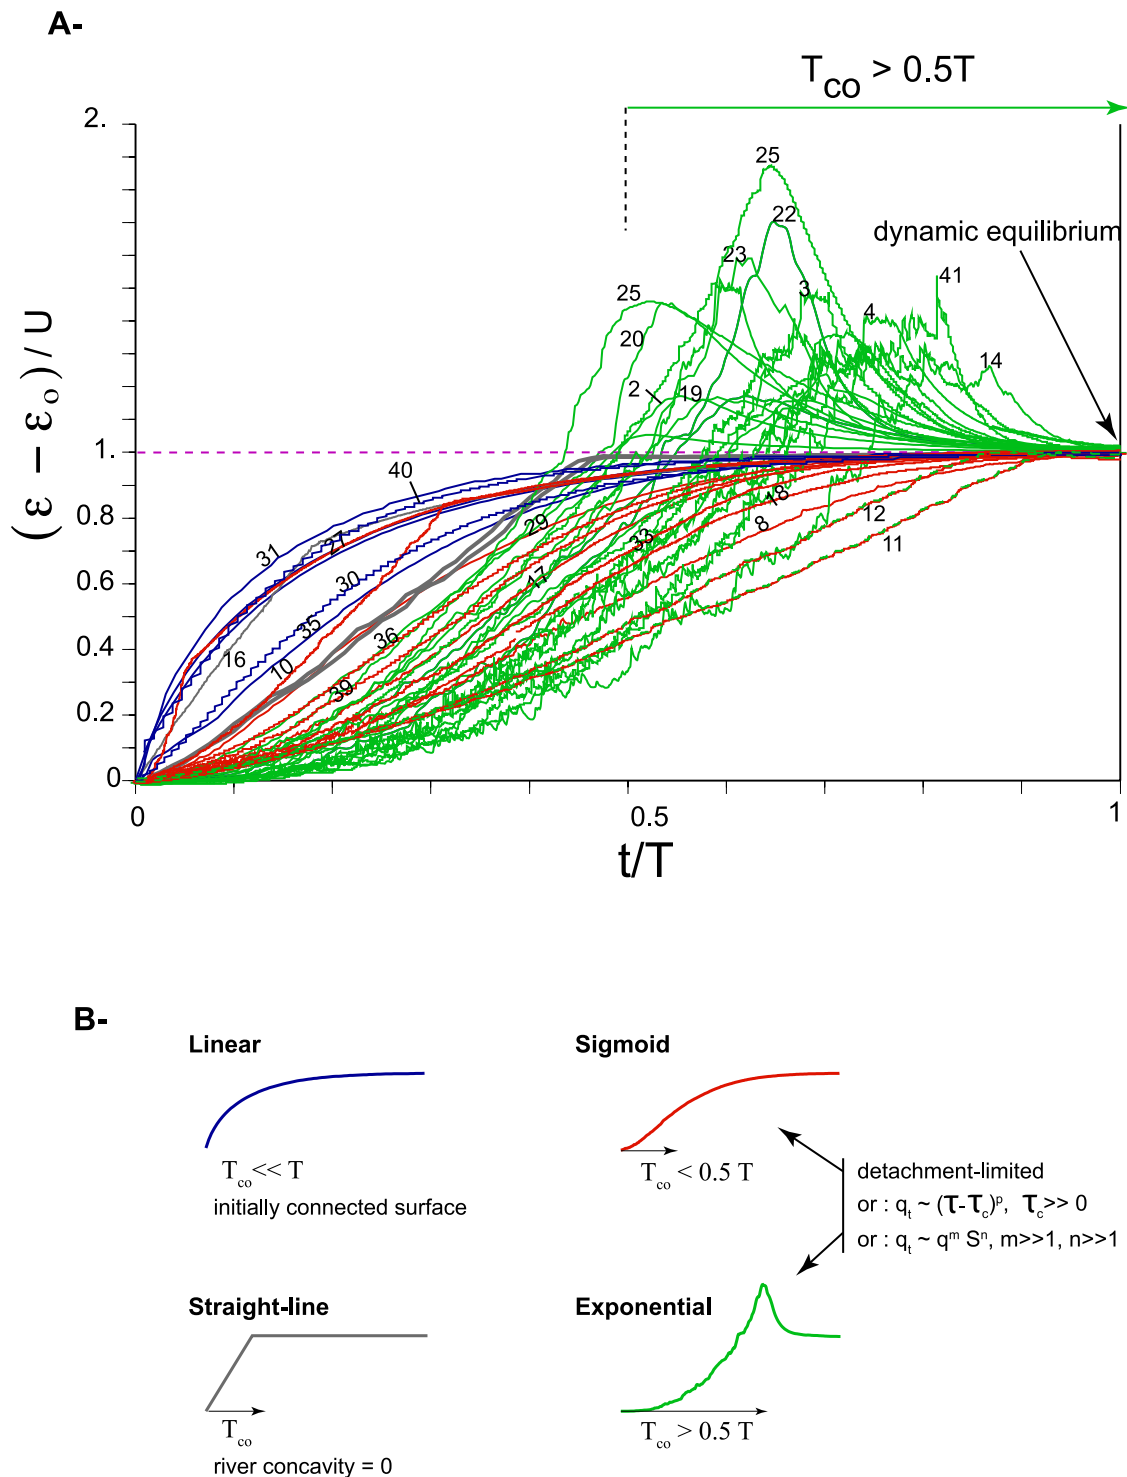 A-
T_co > 0.5T
2.
25
22
dynamic equilibrium
23
41
3
25
4
20
14
2
19
(ε – ε_o) / U
1.
40
0.8
31
27
29
18
12
8
33
11
0.6
30
17
35
36
0.4
16
10
39
0.2
0
0
0.5
1
t/T
B-
Linear
Sigmoid
T_co << T
T_co < 0.5 T
initially connected surface
detachment-limited
or : q_t ~ (τ-τ_c)^p, τ_c >> 0
or : q_t ~ q^m S^n, m>>1, n>>1
Straight-line
Exponential
T_co
T_co > 0.5 T
river concavity = 0